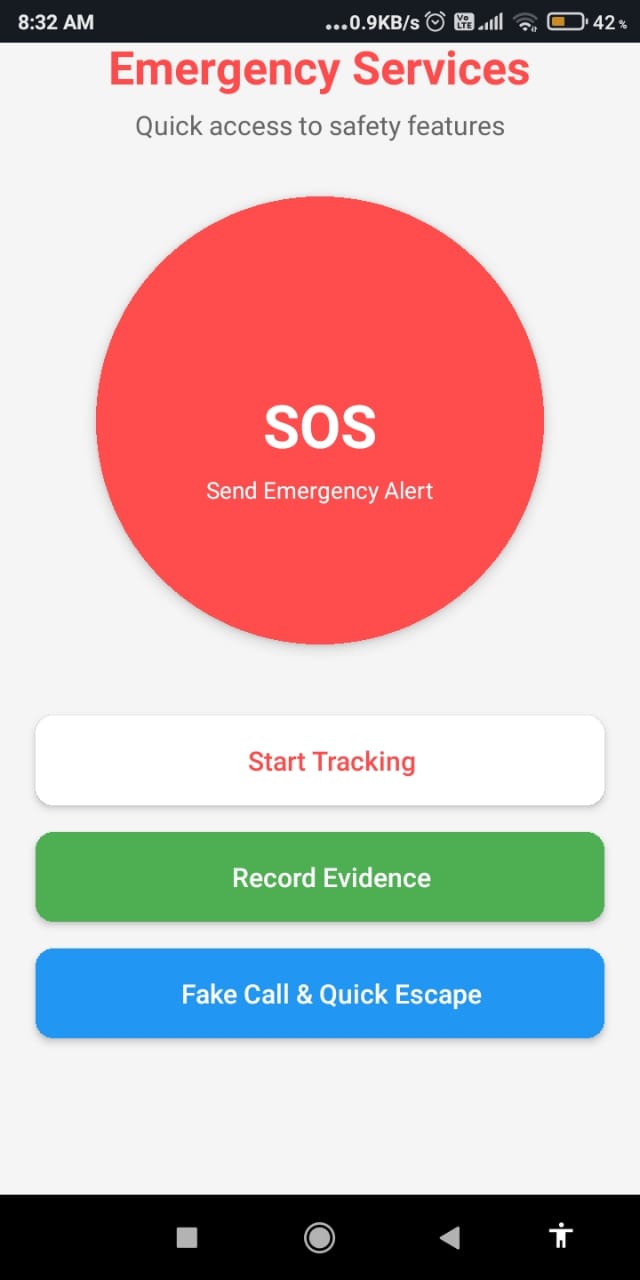 8:32 AM
...0.9KB/s
Vo
LTE
42%
Emergency Services
Quick access to safety features
SOS
Send Emergency Alert
Start Tracking
Record Evidence
Fake Call & Quick Escape